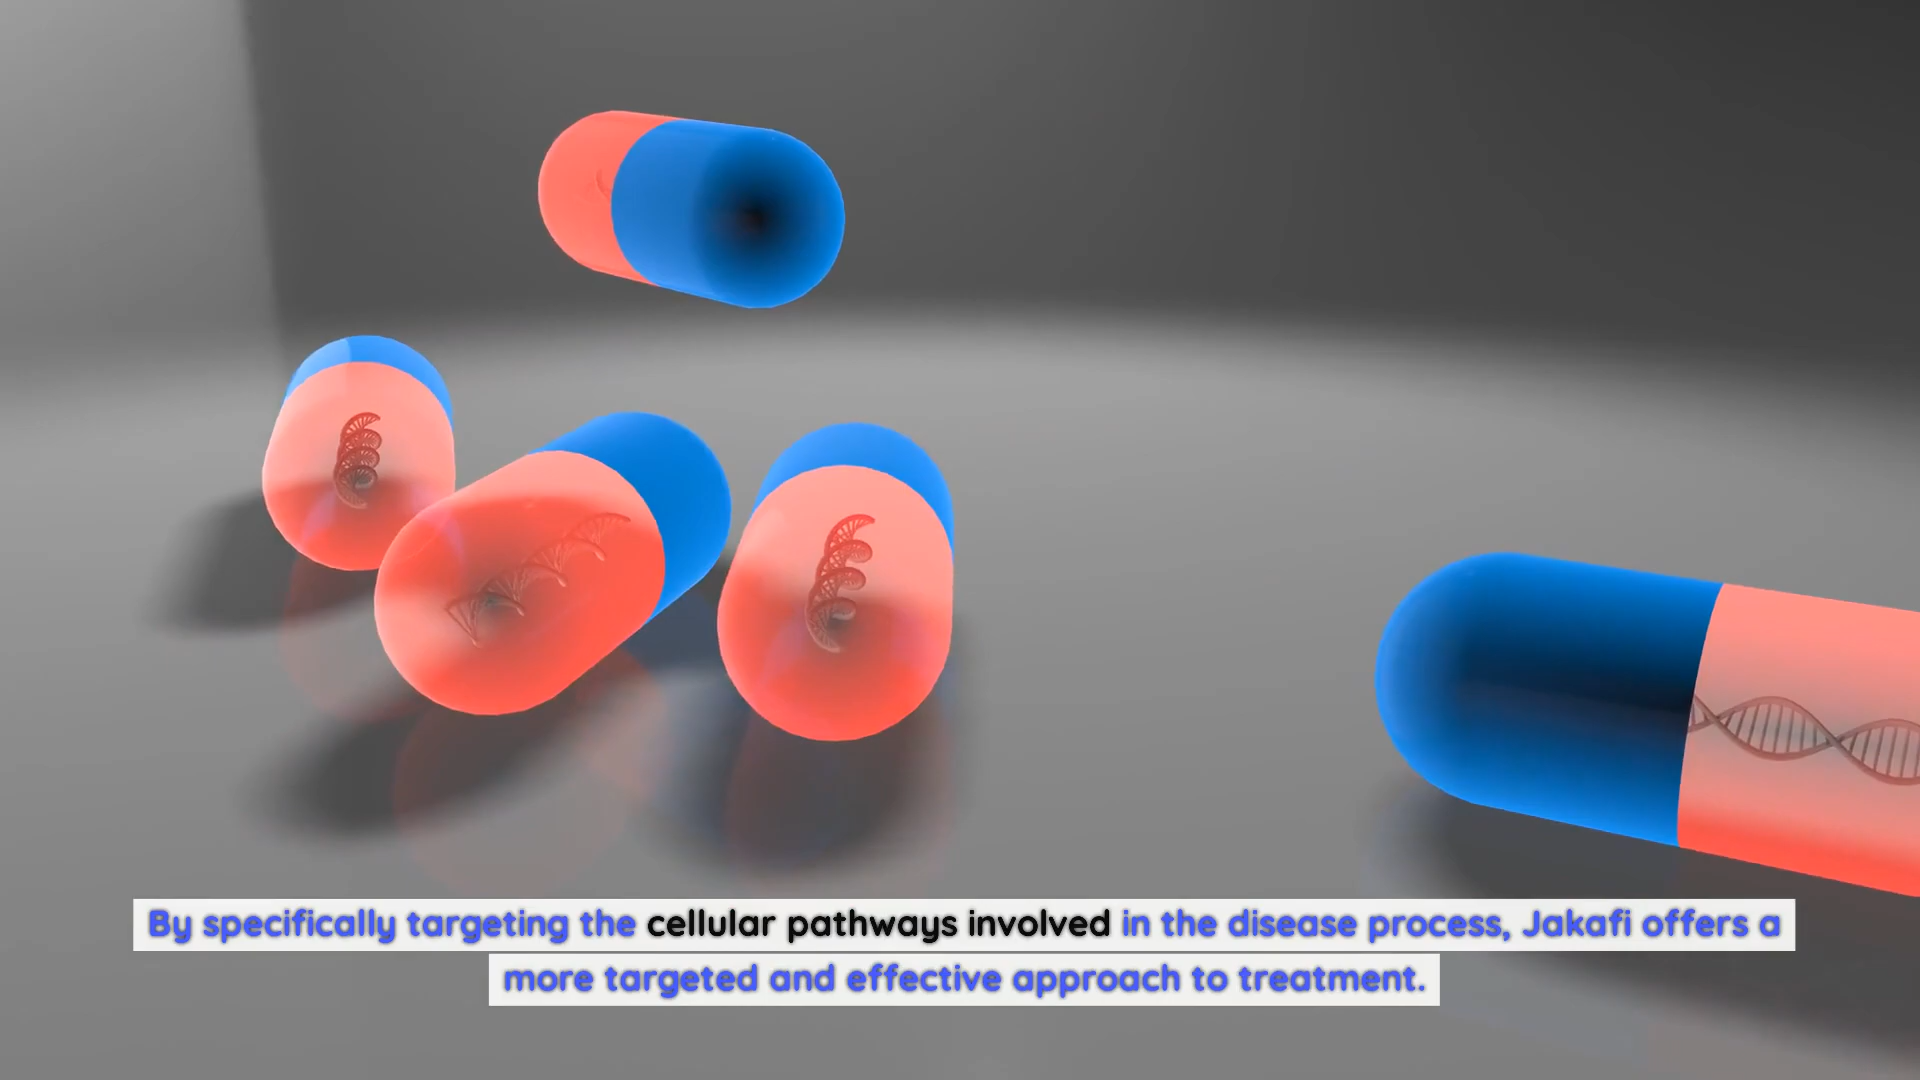 By specifically targeting the cellular pathways involved in the disease process, Jakafi offers a
more targeted and effective approach to treatment.